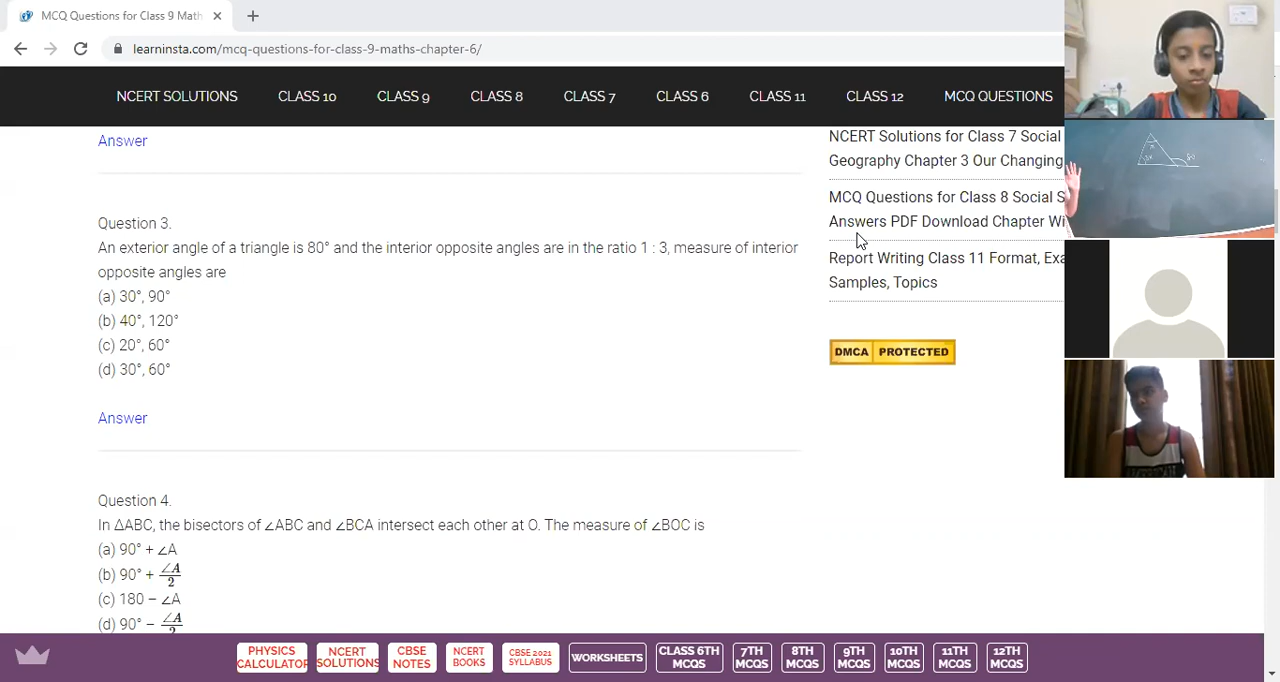 MCQ Questions for Class 9 Math
learninsta.com/mcq-questions-for-class-9-maths-chapter-6/
NCERT SOLUTIONS CLASS 10 CLASS 9 CLASS 8 CLASS 7 CLASS 6 CLASS 11 CLASS 12 MCQ QUESTIONS
Answer
Question 3.
An exterior angle of a triangle is 80° and the interior opposite angles are in the ratio 1 : 3, measure of interior
opposite angles are
(a) 30°, 90°
(b) 40°, 120°
(c) 20°, 60°
(d) 30°, 60°
Answer
Question 4.
In ΔABC, the bisectors of ∠ABC and ∠BCA intersect each other at O. The measure of ∠BOC is
(a) 90° + ∠A
(b) 90° + ∠A/2
(c) 180 – ∠A
(d) 90° – ∠A/2
NCERT Solutions for Class 7 Social
Geography Chapter 3 Our Changing
MCQ Questions for Class 8 Social S
Answers PDF Download Chapter Wi
Report Writing Class 11 Format, Exa
Samples, Topics
DMCA PROTECTED
80
PHYSICS CALCULATOR
NCERT SOLUTIONS
CBSE NOTES
NCERT BOOKS
CBSE 2021 SYLLABUS
WORKSHEETS
CLASS 6TH MCQS
7TH MCQS
8TH MCQS
9TH MCQS
10TH MCQS
11TH MCQS
12TH MCQS